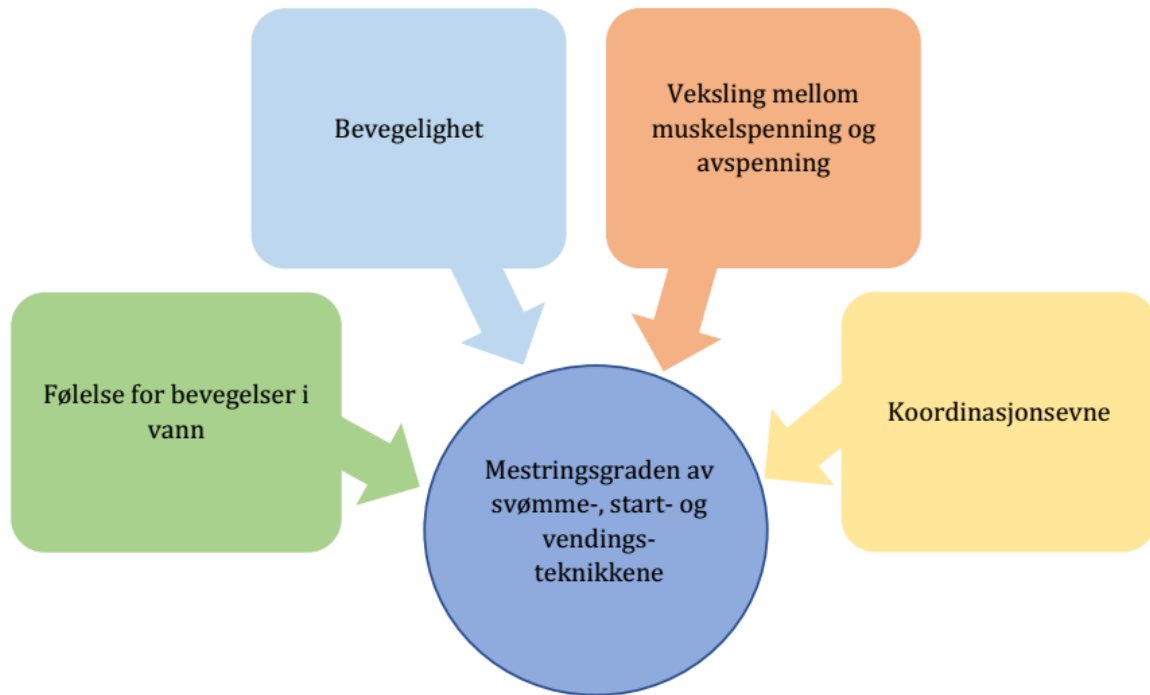 Bevegelighet
Veksling mellom
muskelspenning og
avspenning
Følelse for bevegelser i
vann
Koordinasjonsevne
Mestringsgraden av
svømme-, start- og
vendings-
teknikkene